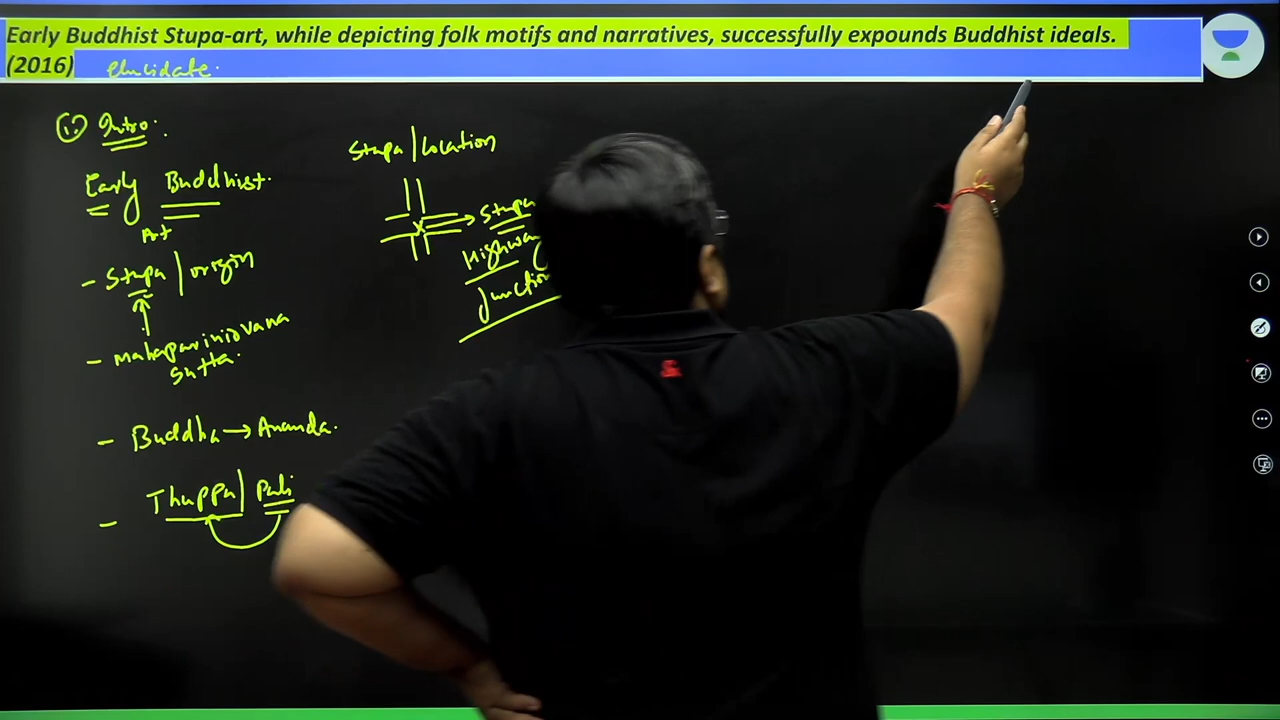 Early Buddhist Stupa-art, while depicting folk motifs and narratives, successfully expounds Buddhist ideals.
(2016) Elucidate.
1. Intro:
Early Buddhist.
Art
- Stupa | origin
- Mahaparinirvana
Sutta.
- Buddha → Ananda.
- Thuppa | Pali
Stupa | Location
x → Stupa
Highway
Junction